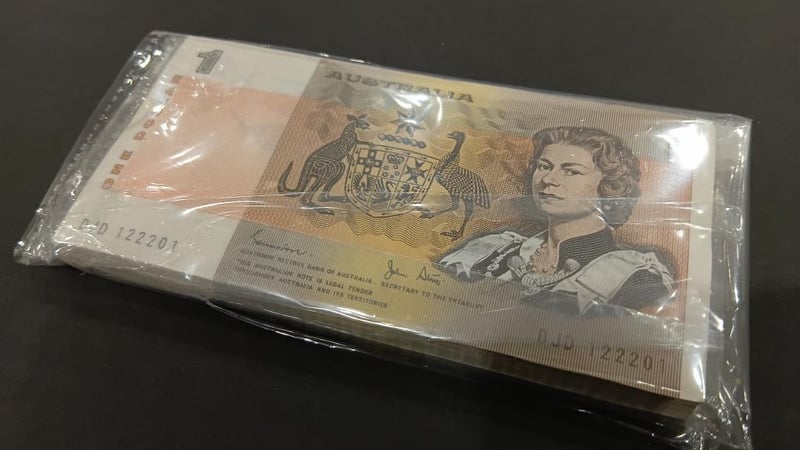 1
AUSTRALIA
ONE DOLLAR
DJD 122201
GOVERNOR RESERVE BANK OF AUSTRALIA.
SECRETARY TO THE TREASURY.
THIS AUSTRALIAN NOTE IS LEGAL TENDER
THROUGHOUT AUSTRALIA AND ITS TERRITORIES
DJD 122201